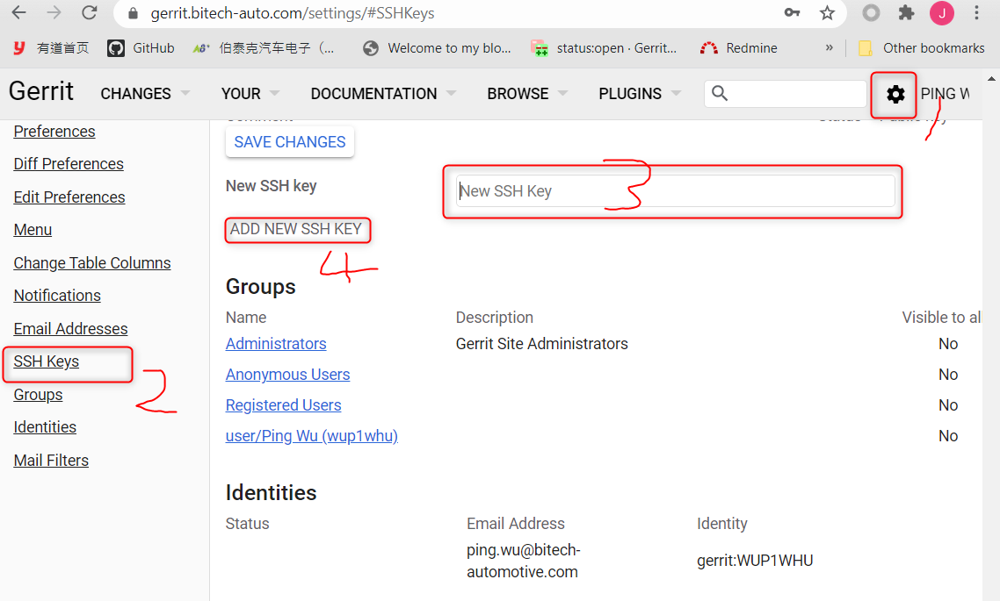 gerrit.bitech-auto.com/settings/#SSHKeys
J
有道首页 GitHub 伯泰克汽车电子（... Welcome to my blo... status:open · Gerrit... Redmine » Other bookmarks
Gerrit CHANGES YOUR DOCUMENTATION BROWSE PLUGINS PING W
1
Preferences
Diff Preferences
Edit Preferences
Menu
Change Table Columns
Notifications
Email Addresses
SSH Keys
2
Groups
Identities
Mail Filters
Comment Status Public key
SAVE CHANGES
New SSH key New SSH Key
3
ADD NEW SSH KEY
4
Groups
Name Description Visible to al
Administrators Gerrit Site Administrators No
Anonymous Users No
Registered Users No
user/Ping Wu (wup1whu) No
Identities
Status Email Address Identity
ping.wu@bitech-
automotive.com gerrit:WUP1WHU